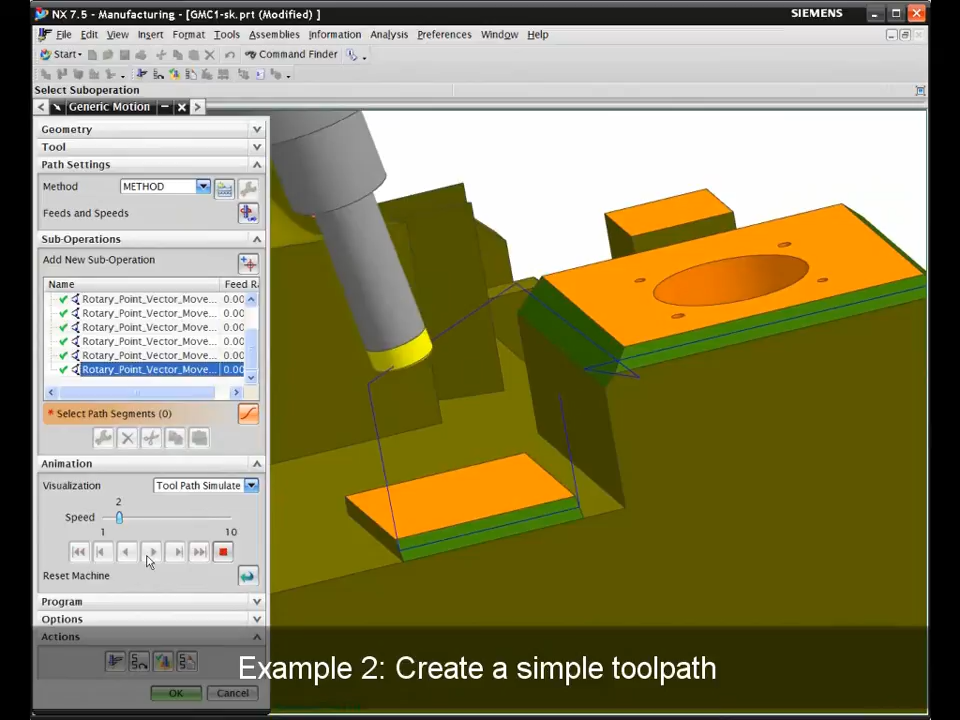 NX 7.5 - Manufacturing - [GMC1-sk.prt (Modified) ]
SIEMENS
File Edit View Insert Format Tools Assemblies Information Analysis Preferences Window Help
Start Command Finder
Select Suboperation
Generic Motion
Geometry
Tool
Path Settings
Method METHOD
Feeds and Speeds
Sub-Operations
Add New Sub-Operation
Name Feed Ra
Rotary_Point_Vector_Move... 0.00
Rotary_Point_Vector_Move... 0.00
Rotary_Point_Vector_Move... 0.00
Rotary_Point_Vector_Move... 0.00
Rotary_Point_Vector_Move... 0.00
Rotary_Point_Vector_Move... 0.00
* Select Path Segments (0)
Animation
Visualization Tool Path Simulate
2
Speed
1 10
Reset Machine
Program
Options
Actions
Example 2: Create a simple toolpath
OK Cancel